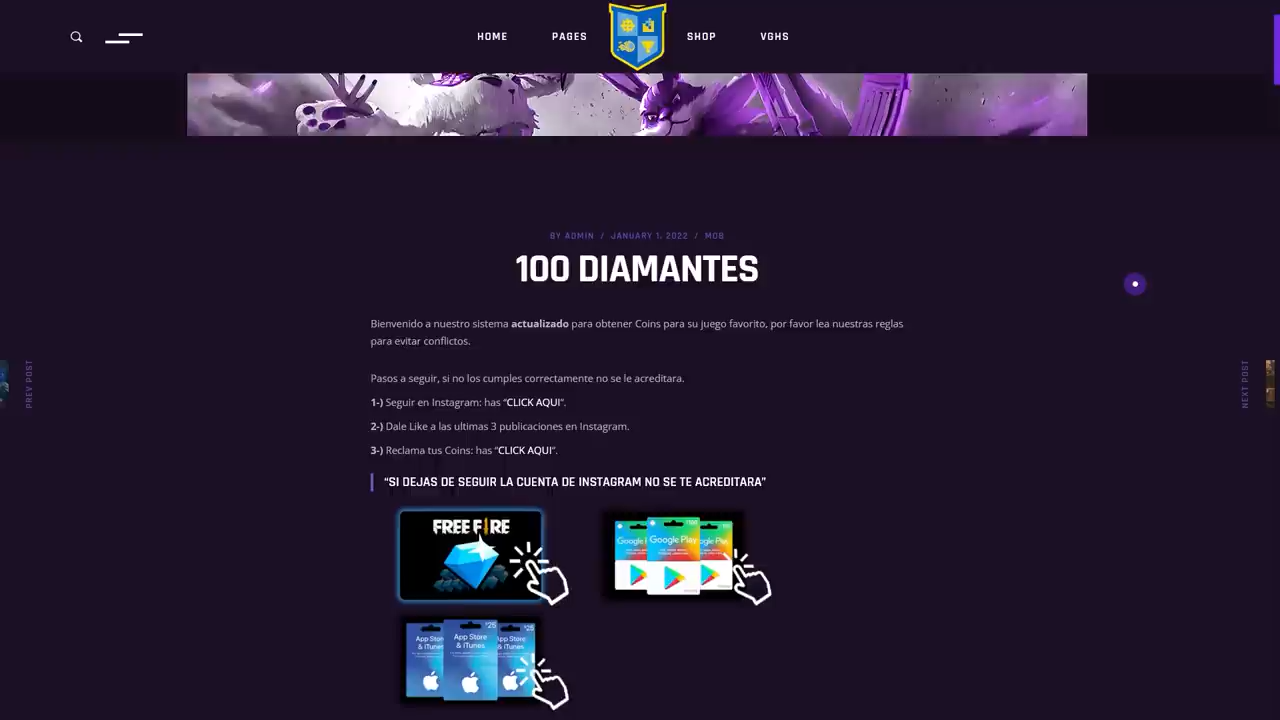 HOME PAGES SHOP VGHS
BY ADMIN / JANUARY 1, 2022 / MOB
100 DIAMANTES
Bienvenido a nuestro sistema actualizado para obtener Coins para su juego favorito, por favor lea nuestras reglas
para evitar conflictos.
Pasos a seguir, si no los cumples correctamente no se le acreditara.
PREV POST
NEXT POST
1-) Seguir en Instagram: has “CLICK AQUI“.
2-) Dale Like a las ultimas 3 publicaciones en Instagram.
3-) Reclama tus Coins: has “CLICK AQUI“.
“SI DEJAS DE SEGUIR LA CUENTA DE INSTAGRAM NO SE TE ACREDITARA”
FREE FIRE
Google Play
App Store
& iTunes
$25
$25